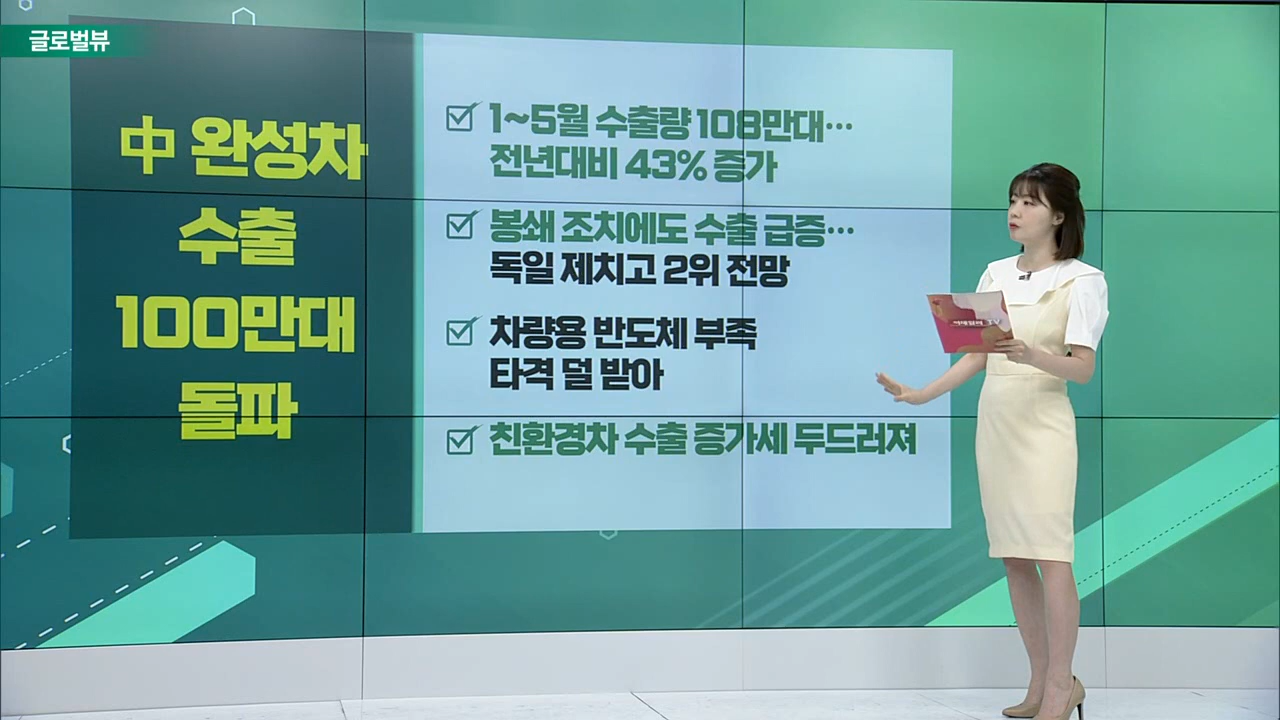 글로벌뷰
中 완성차
수출
100만대
돌파
1~5월 수출량 108만대…
전년대비 43% 증가
봉쇄 조치에도 수출 급증…
독일 제치고 2위 전망
차량용 반도체 부족
타격 덜 받아
친환경차 수출 증가세 두드러져